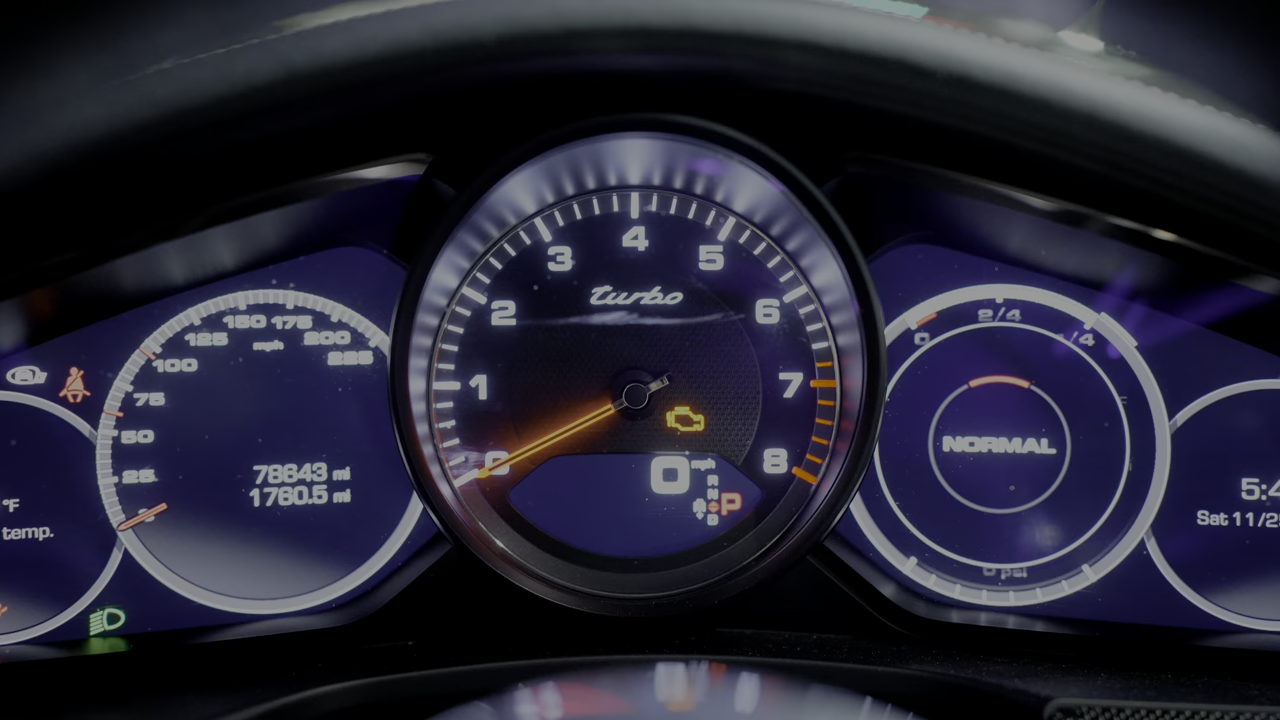 °F
temp.
25
50
75
100
125
150
175
200
225
mph
78643 mi
1760.5 mi
0
1
2
3
4
5
6
7
8
turbo
0 mph
R
N
D
P
0
2/4
/4
NORMAL
0 psi
5:4
Sat 11/2